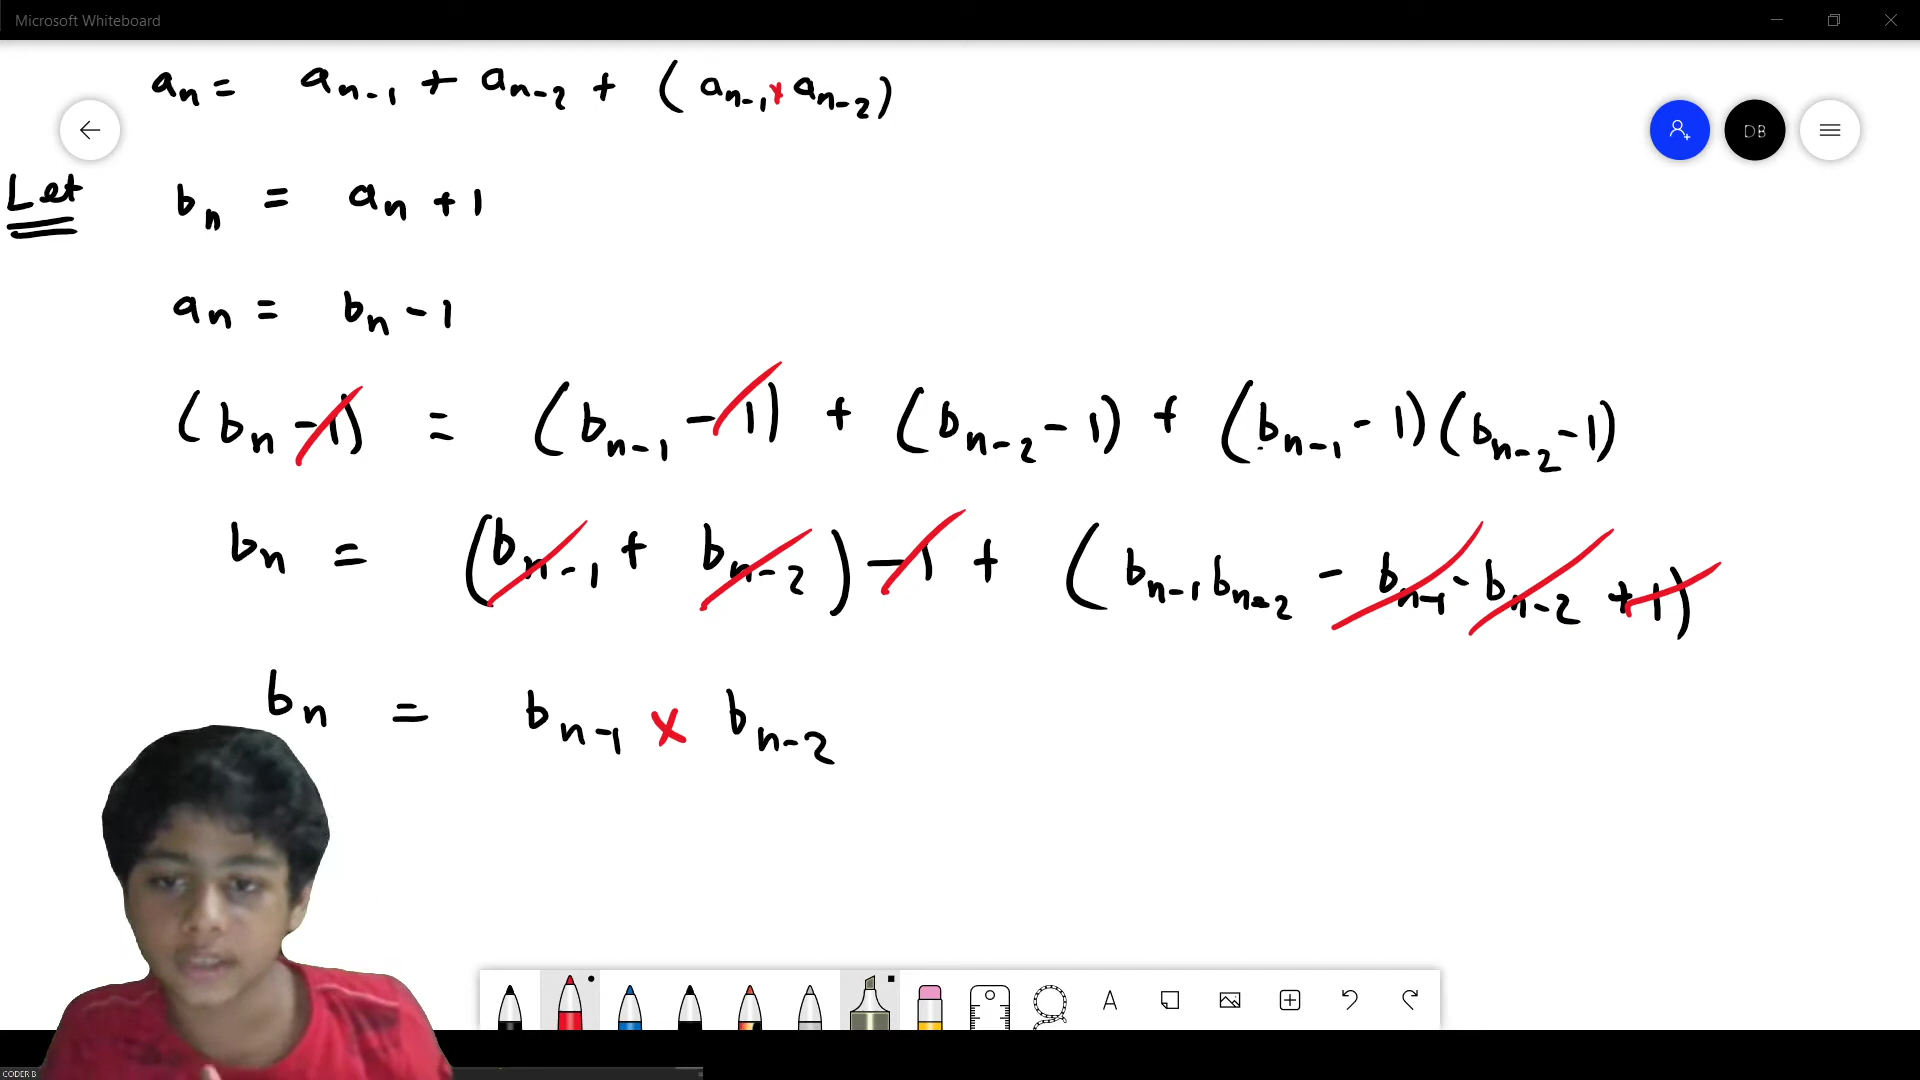 Microsoft Whiteboard
aₙ = aₙ₋₁ + aₙ₋₂ + (aₙ₋₁ × aₙ₋₂)
DB
Let bₙ = aₙ + 1
aₙ = bₙ - 1
(bₙ - 1) = (bₙ₋₁ - 1) + (bₙ₋₂ - 1) + (bₙ₋₁ - 1)(bₙ₋₂ - 1)
bₙ = (bₙ₋₁ + bₙ₋₂) - 1 + (bₙ₋₁bₙ₋₂ - bₙ₋₁ - bₙ₋₂ + 1)
bₙ = bₙ₋₁ × bₙ₋₂
A
CODER B